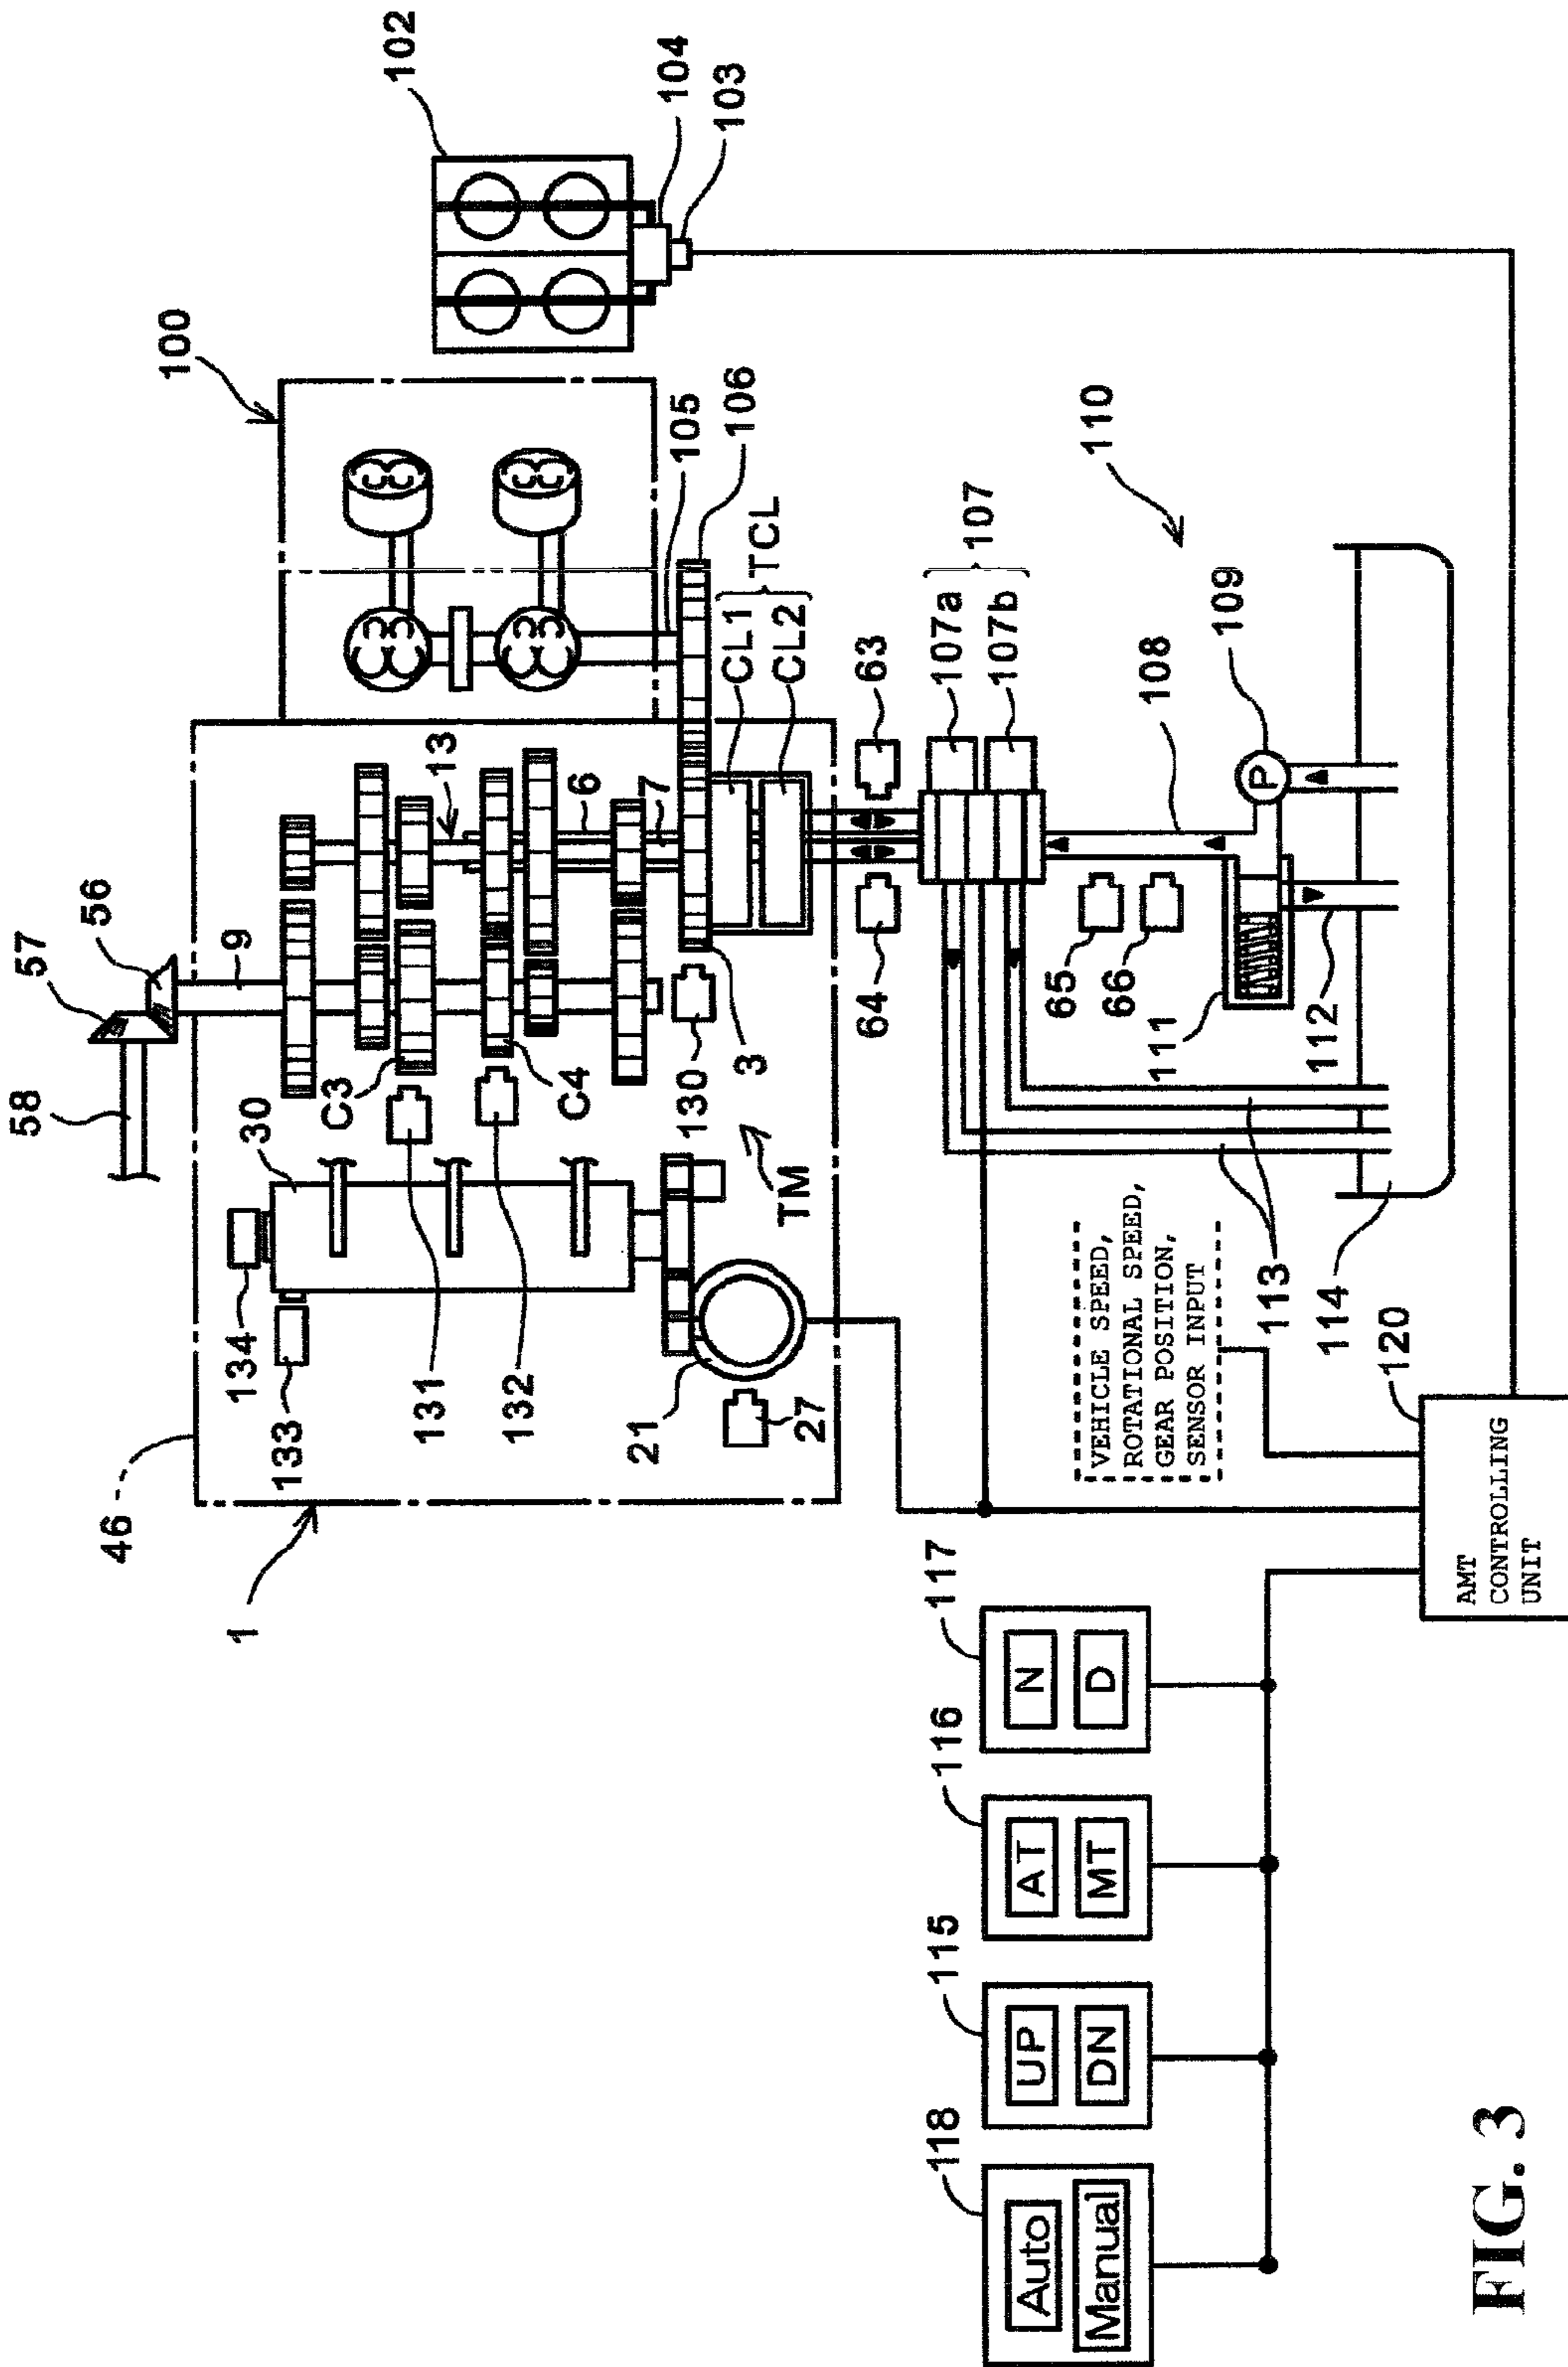 58
57
56
9
46
1
134
133
30
C3
131
132
C4
13
6
7
21
27
TM
130
3
100
102
104
103
105
106
CL1
CL2
TCL
64
63
107a
107b
107
65
66
108
109
110
111
112
113
114
VEHICLE SPEED,
ROTATIONAL SPEED,
GEAR POSITION,
SENSOR INPUT
120
AMT
CONTROLLING
UNIT
P
118
Auto
Manual
115
UP
DN
116
AT
MT
117
N
D
FIG. 3